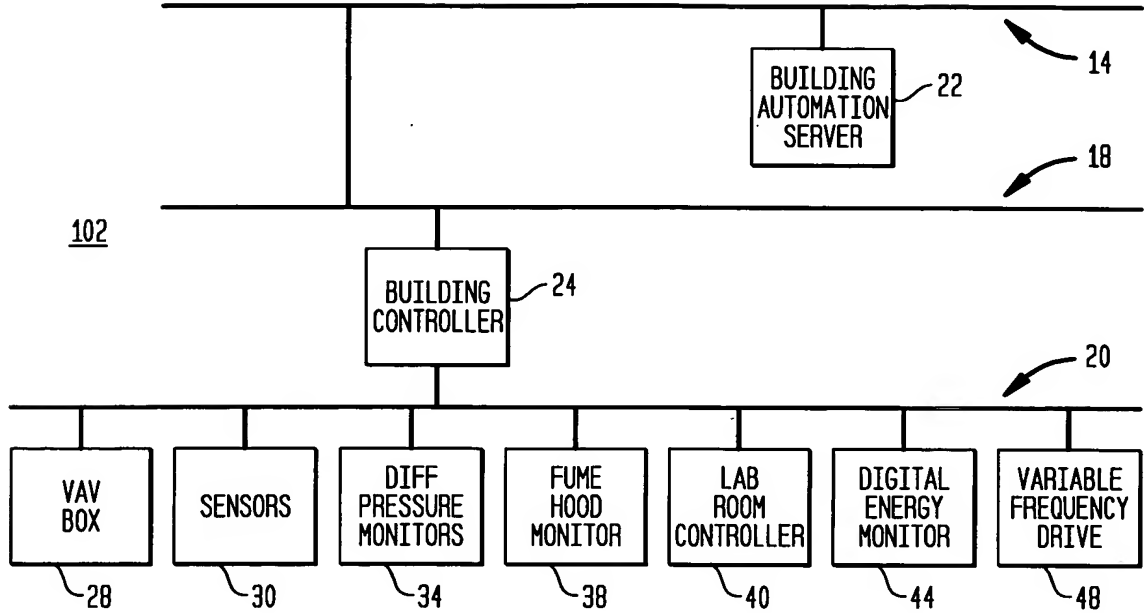 14
BUILDING
AUTOMATION
SERVER
22
18
102
BUILDING
CONTROLLER
24
20
VAV
BOX
28
SENSORS
30
DIFF
PRESSURE
MONITORS
34
FUME
HOOD
MONITOR
38
LAB
ROOM
CONTROLLER
40
DIGITAL
ENERGY
MONITOR
44
VARIABLE
FREQUENCY
DRIVE
48